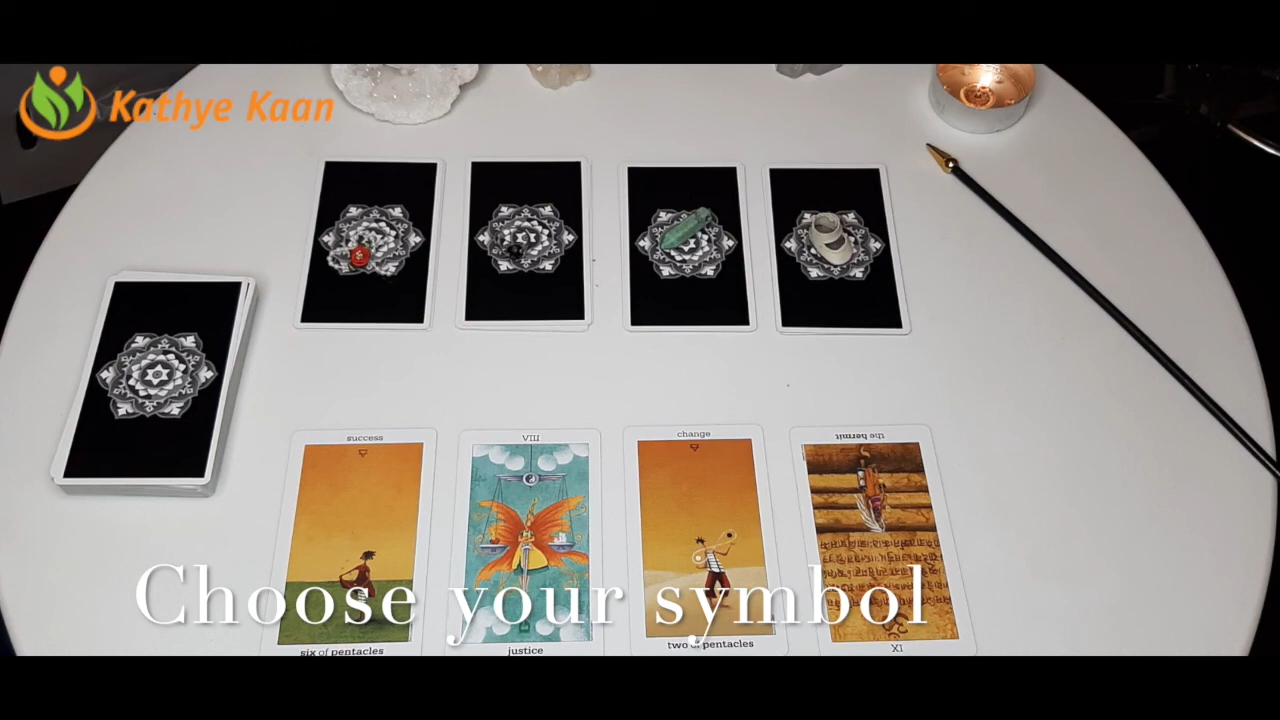 Kathye Kaan
success
VIII
change
the hermit
Choose your symbol
six of pentacles
justice
two of pentacles
XI